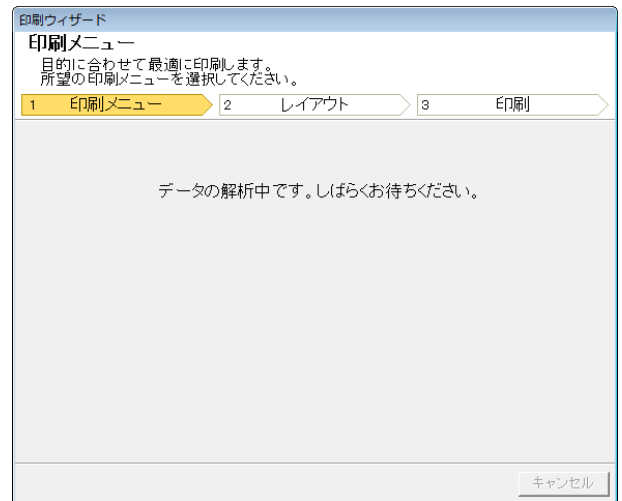 印刷ウィザード
印刷メニュー
目的に合わせて最適に印刷します。
所望の印刷メニューを選択してください。
1 印刷メニュー 2 レイアウト 3 印刷
データの解析中です。しばらくお待ちください。
キャンセル